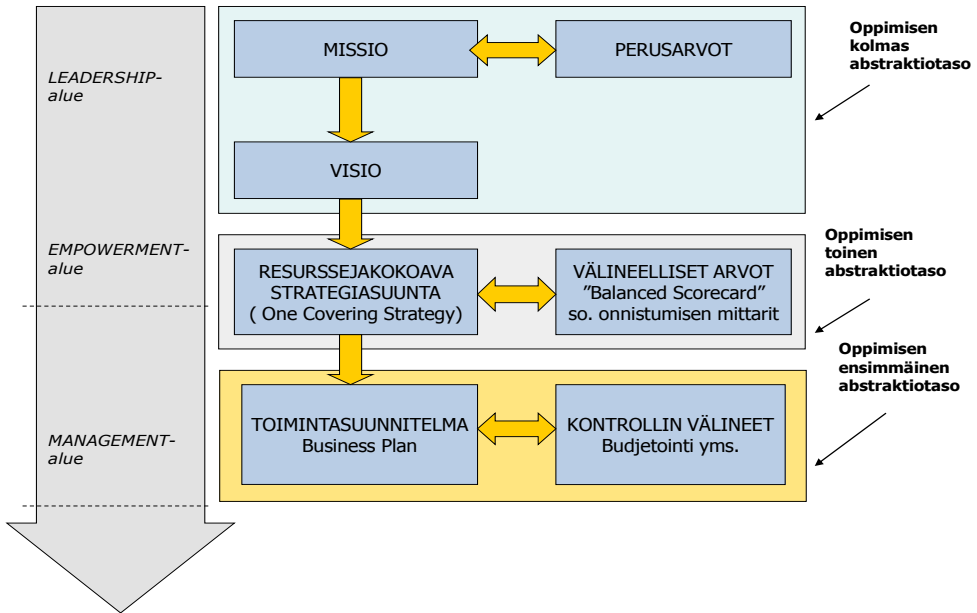 LEADERSHIP-
alue
MISSIO
PERUSARVOT
Oppimisen
kolmas
abstraktiotaso
VISIO
EMPOWERMENT-
alue
RESURSSEJAKOKOAVA
STRATEGIASUUNTA
( One Covering Strategy)
VÄLINEELLISET ARVOT
”Balanced Scorecard”
so. onnistumisen mittarit
Oppimisen
toinen
abstraktiotaso
MANAGEMENT-
alue
TOIMINTASUUNNITELMA
Business Plan
KONTROLLIN VÄLINEET
Budjetointi yms.
Oppimisen
ensimmäinen
abstraktiotaso